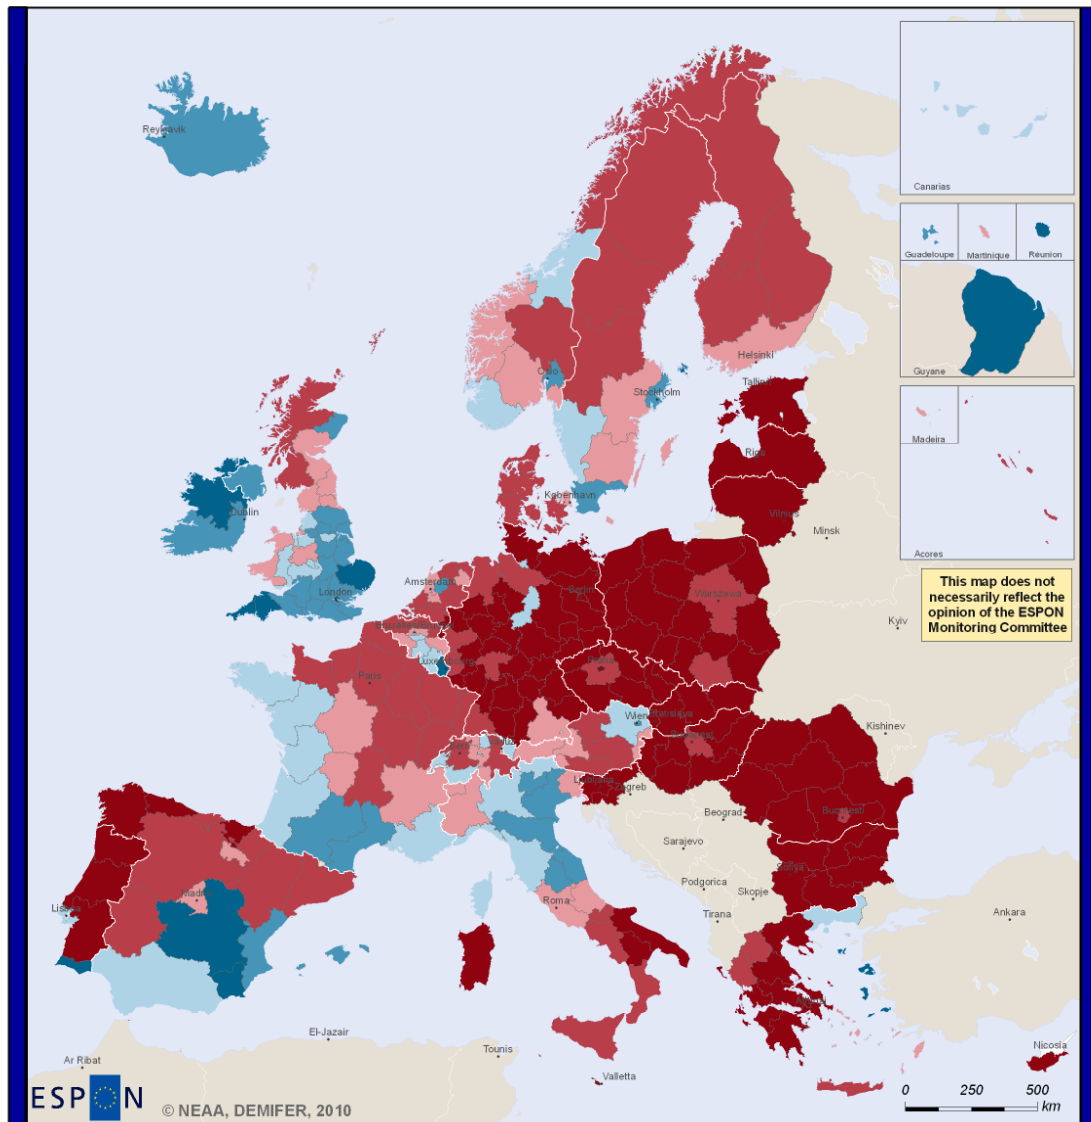 Reykjavik
Canarias
Guadeloupe
Martinique
Réunion
Guyane
Madeira
Acores
This map does not
necessarily reflect the
opinion of the ESPON
Monitoring Committee
Oslo
Helsinki
Stockholm
Tallinn
Riga
København
Vilnius
Minsk
Dublin
London
Amsterdam
Berlin
Warszawa
Kyiv
Luxembourg
Paris
Praha
Wien
Bratislava
Kishinev
Bern
Ljubljana
Zagreb
Beograd
Bucuresti
Sarajevo
Sofiya
Podgorica
Skopje
Tirana
Ankara
Madrid
Roma
Lisboa
El-Jazair
Tounis
Ar Ribat
Valletta
Nicosia
ESPON
© NEAA, DEMIFER, 2010
0 250 500
km